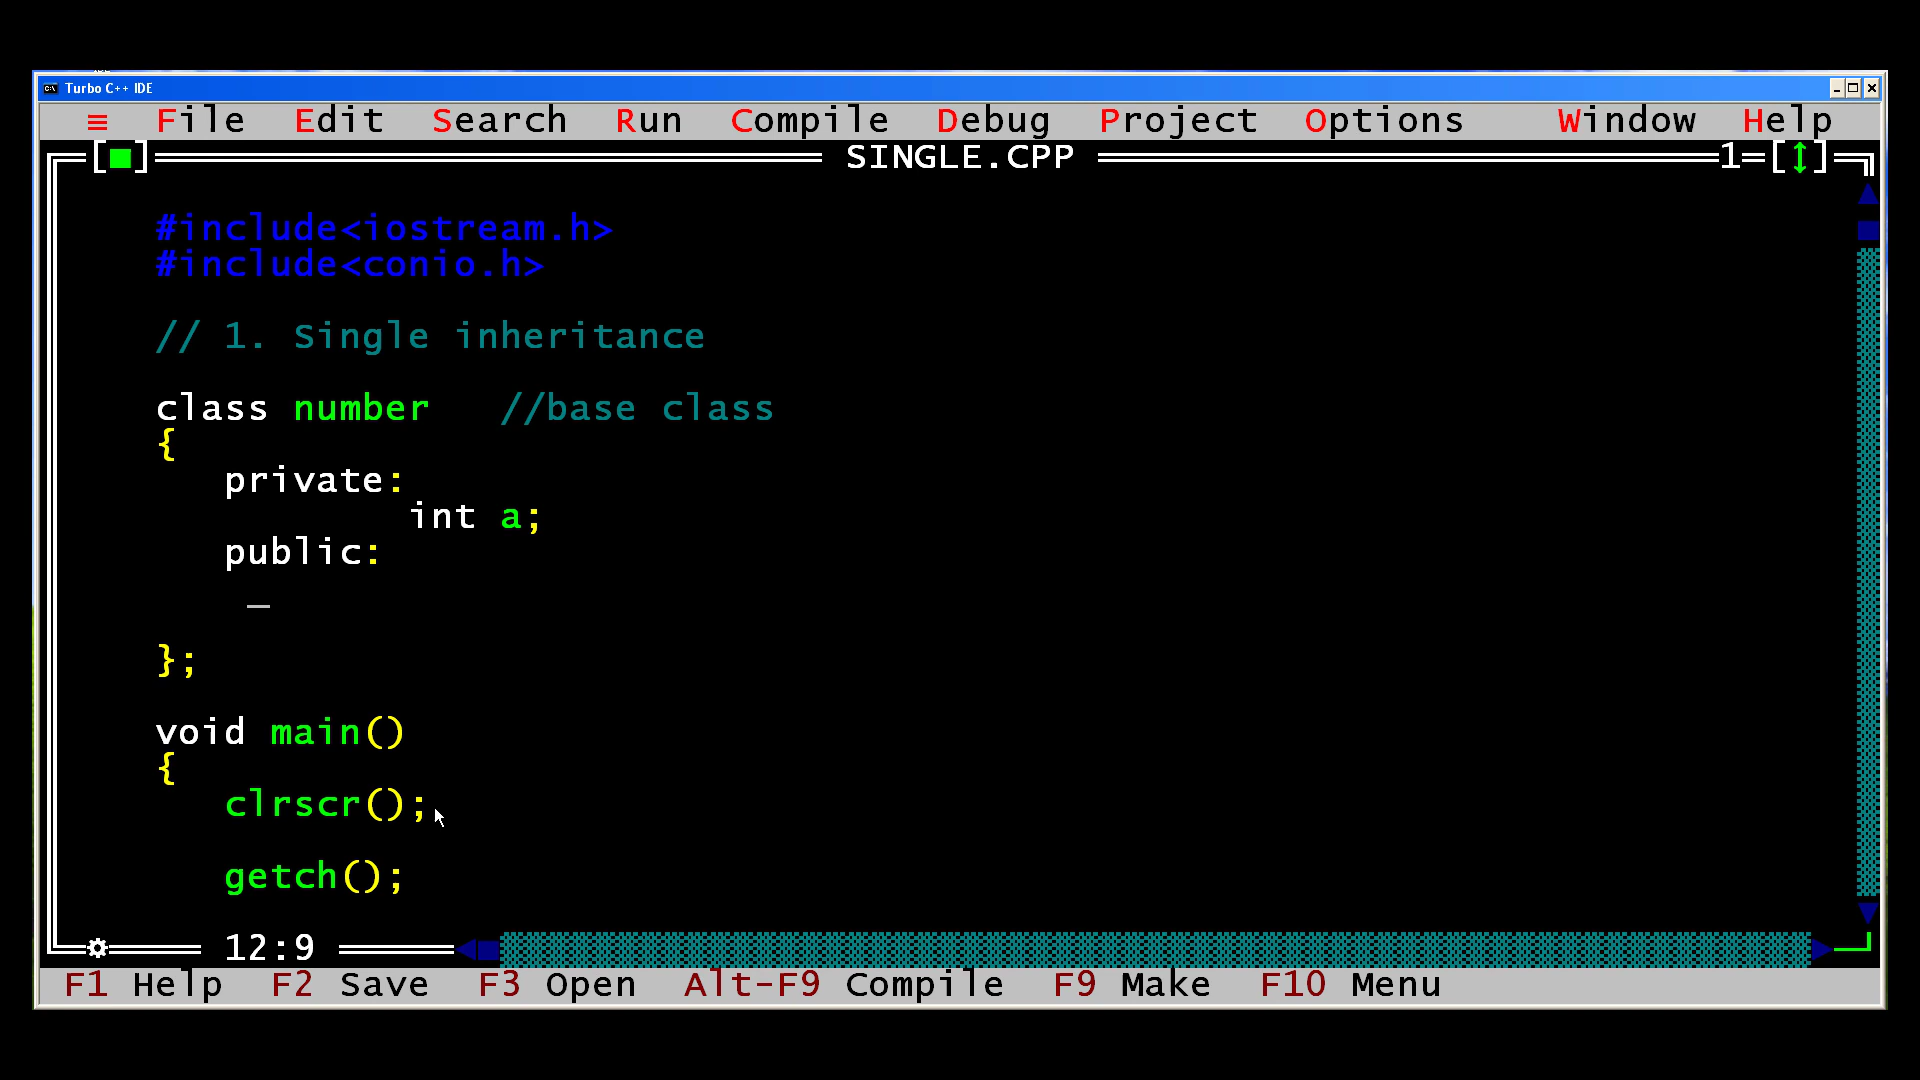 Turbo C++ IDE
≡ File Edit Search Run Compile Debug Project Options Window Help
[■] SINGLE.CPP 1=[↕]
#include<iostream.h>
#include<conio.h>
// 1. Single inheritance
class number //base class
{
private:
int a;
public:
_
};
void main()
{
clrscr();
getch();
12:9
F1 Help F2 Save F3 Open Alt-F9 Compile F9 Make F10 Menu